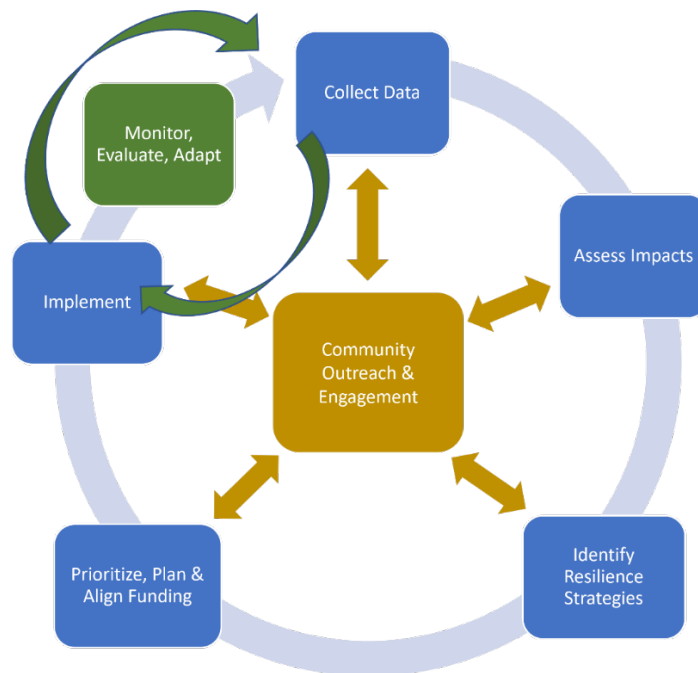 Collect Data
Monitor,
Evaluate, Adapt
Assess Impacts
Implement
Community
Outreach &
Engagement
Prioritize, Plan &
Align Funding
Identify
Resilience
Strategies